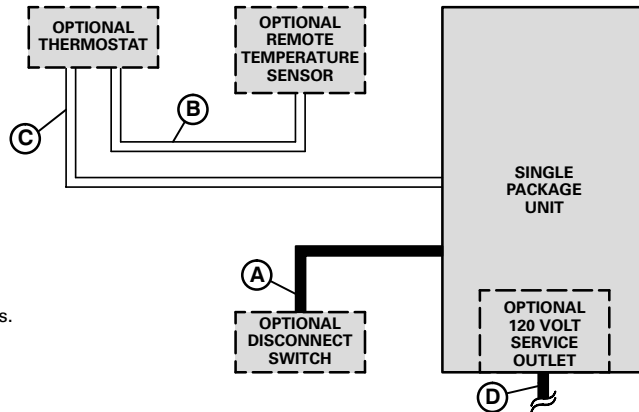 OPTIONAL
THERMOSTAT
OPTIONAL
REMOTE
TEMPERATURE
SENSOR
B
C
SINGLE
PACKAGE
UNIT
A
s.
OPTIONAL
DISCONNECT
SWITCH
OPTIONAL
120 VOLT
SERVICE
OUTLET
D